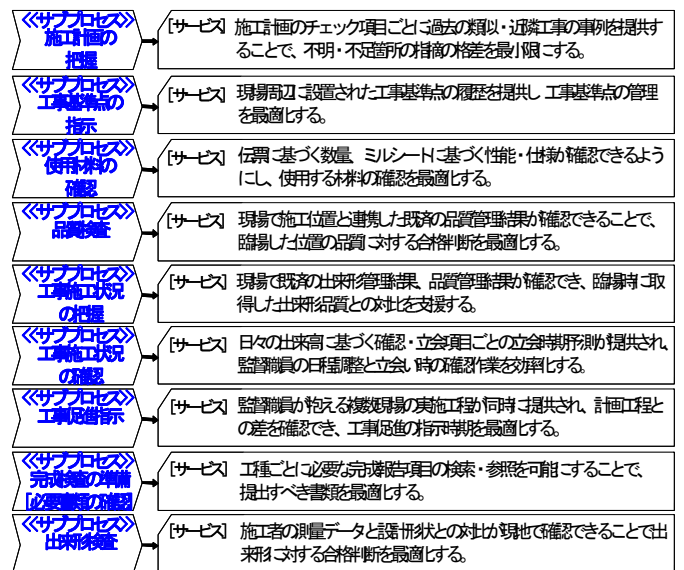 《サブプロセス》
施工計画の
把握
[サービス] 施工計画のチェック項目ごとに過去の類似・近隣工事の事例を提供す
ることで、不明・不足箇所の指摘の格差を最小限にする。
《サブプロセス》
工事基準点の
指示
[サービス] 現場周辺に設置された工事基準点の履歴を提供し 工事基準点の管理
を最適化する。
《サブプロセス》
使用材料の
確認
[サービス] 伝票に基づく数量、ミルシートに基づく性能・仕様が確認できるよう
にし、使用する材料の確認を最適化する。
《サブプロセス》
品質検査
[サービス] 現場で施工位置と連携した既済の品質管理結果が確認できることで、
臨場した位置の品質に対する合格判断を最適化する。
《サブプロセス》
工事施工状況
の把握
[サービス] 現場で既済の出来形管理結果、品質管理結果が確認でき、臨場時に取
得した出来形品質との対比を支援する。
《サブプロセス》
工事施工状況
の確認
[サービス] 日々の出来高に基づく確認・立会項目ごとの立会時期予測が提供され、
監督職員の日程調整と立会い時の確認作業を効率化する。
《サブプロセス》
工事促進指示
[サービス] 監督職員が抱える複数現場の実施工程が同時に提供され、計画工程と
の差を確認でき、工事促進の指示時期を最適化する。
《サブプロセス》
完成検査の準備
[必要書類の確認]
[サービス] 工種ごとに必要な完成報告項目の検索・参照を可能にすることで、
提出すべき書類を最適化する。
《サブプロセス》
出来形検査
[サービス] 施工者の測量データと設計形状との対比が現地で確認できることで出
来形に対する合格判断を最適化する。